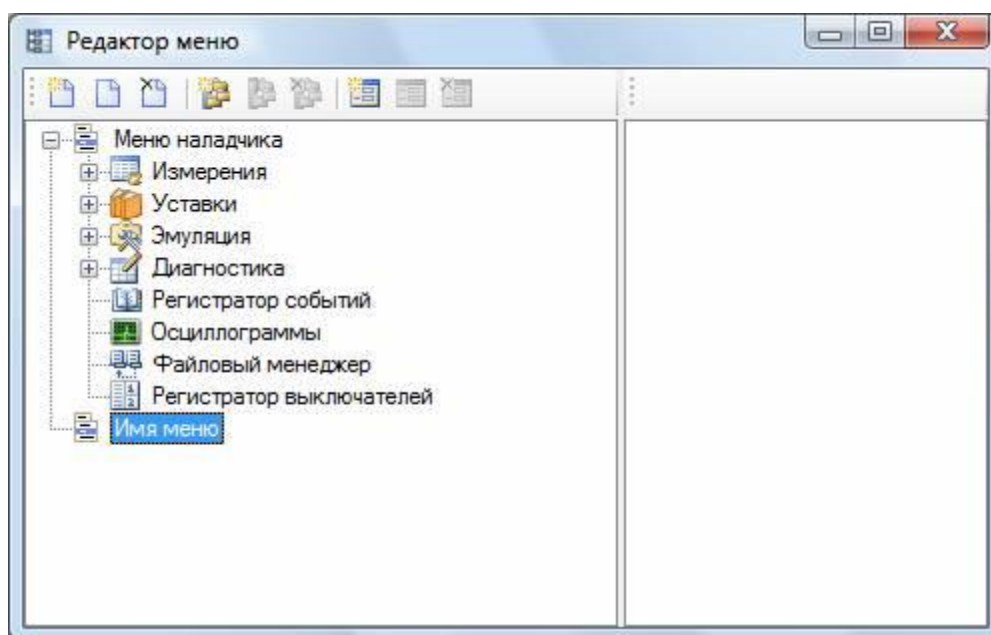 Редактор меню
Меню наладчика
Измерения
Уставки
Эмуляция
Диагностика
Регистратор событий
Осциллограммы
Файловый менеджер
Регистратор выключателей
Имя меню